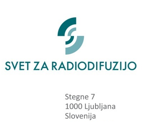 SVET ZA RADIODIFUZIJO
Stegne 7
1000 Ljubljana
Slovenija